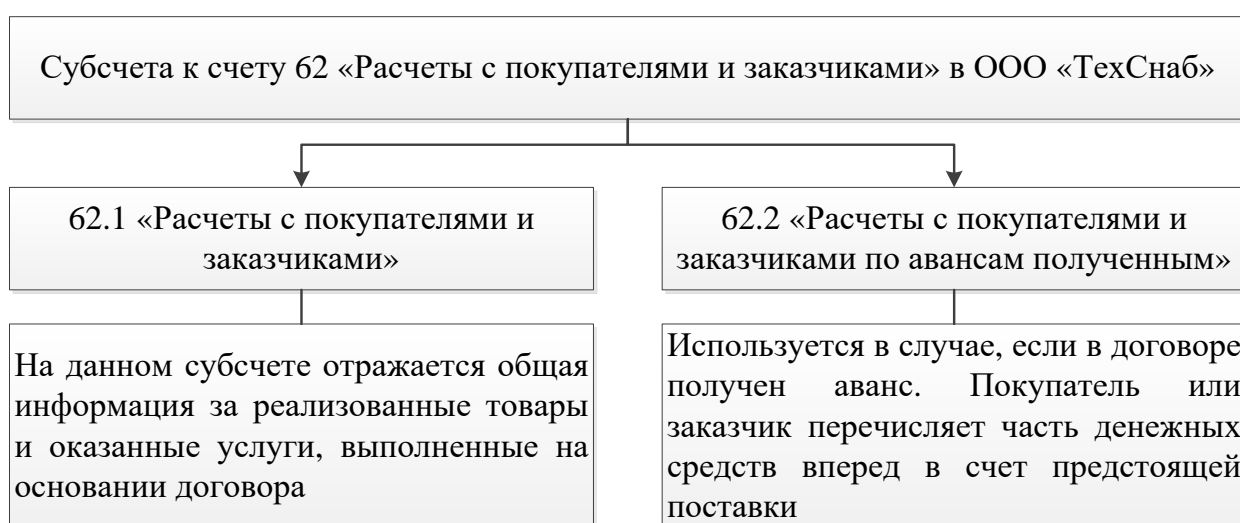 Субсчета к счету 62 «Расчеты с покупателями и заказчиками» в ООО «ТехСнаб»
62.1 «Расчеты с покупателями и
заказчиками»
62.2 «Расчеты с покупателями и
заказчиками по авансам полученным»
На данном субсчете отражается общая
информация за реализованные товары
и оказанные услуги, выполненные на
основании договора
Используется в случае, если в договоре
получен аванс. Покупатель или
заказчик перечисляет часть денежных
средств вперед в счет предстоящей
поставки